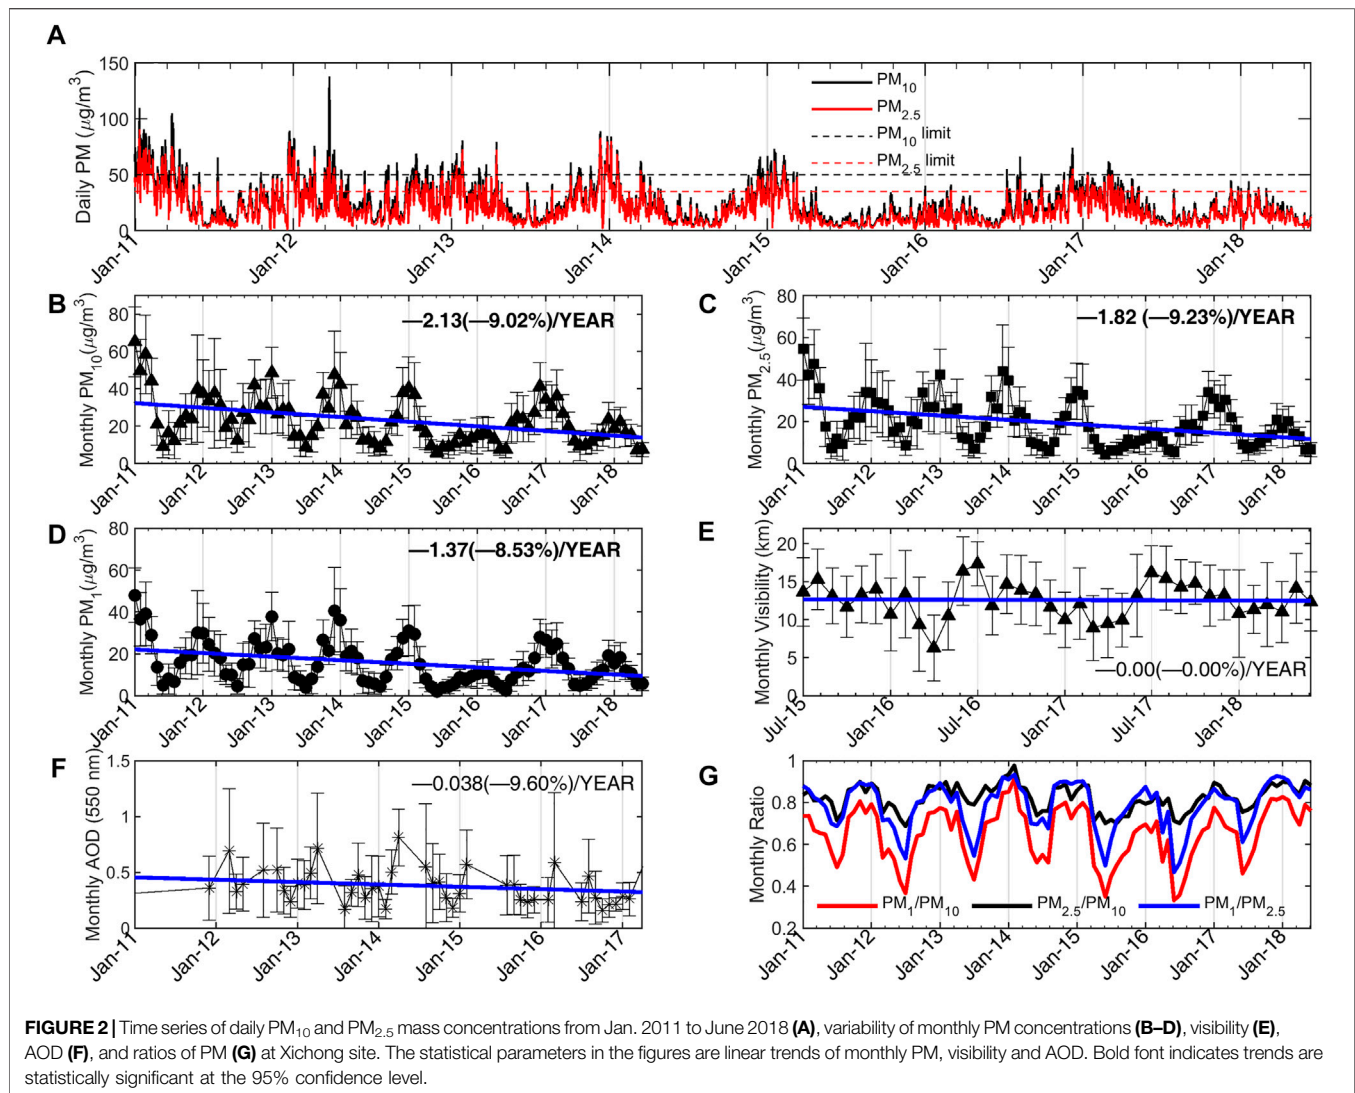 A
Daily PM (μg/m³)
150
100
50
0
PM₁₀
PM₂.₅
PM₁₀ limit
PM₂.₅ limit
Jan-11
Jan-12
Jan-13
Jan-14
Jan-15
Jan-16
Jan-17
Jan-18
B
Monthly PM₁₀(μg/m³)
80
60
40
20
0
—2.13(—9.02%)/YEAR
Jan-11
Jan-12
Jan-13
Jan-14
Jan-15
Jan-16
Jan-17
Jan-18
C
Monthly PM₂.₅(μg/m³)
80
60
40
20
0
—1.82 (—9.23%)/YEAR
Jan-11
Jan-12
Jan-13
Jan-14
Jan-15
Jan-16
Jan-17
Jan-18
D
Monthly PM₁(μg/m³)
80
60
40
20
0
—1.37(—8.53%)/YEAR
Jan-11
Jan-12
Jan-13
Jan-14
Jan-15
Jan-16
Jan-17
Jan-18
E
Monthly Visibility (km)
20
15
10
5
0
—0.00(—0.00%)/YEAR
Jul-15
Jan-16
Jul-16
Jan-17
Jul-17
Jan-18
F
Monthly AOD (550 nm)
1.5
1
0.5
0
—0.038(—9.60%)/YEAR
Jan-11
Jan-12
Jan-13
Jan-14
Jan-15
Jan-16
Jan-17
G
Monthly Ratio
1
0.8
0.6
0.4
0.2
PM₁/PM₁₀
PM₂.₅/PM₁₀
PM₁/PM₂.₅
Jan-11
Jan-12
Jan-13
Jan-14
Jan-15
Jan-16
Jan-17
Jan-18
FIGURE 2 | Time series of daily PM₁₀ and PM₂.₅ mass concentrations from Jan. 2011 to June 2018 (A), variability of monthly PM concentrations (B–D), visibility (E),
AOD (F), and ratios of PM (G) at Xichong site. The statistical parameters in the figures are linear trends of monthly PM, visibility and AOD. Bold font indicates trends are
statistically significant at the 95% confidence level.